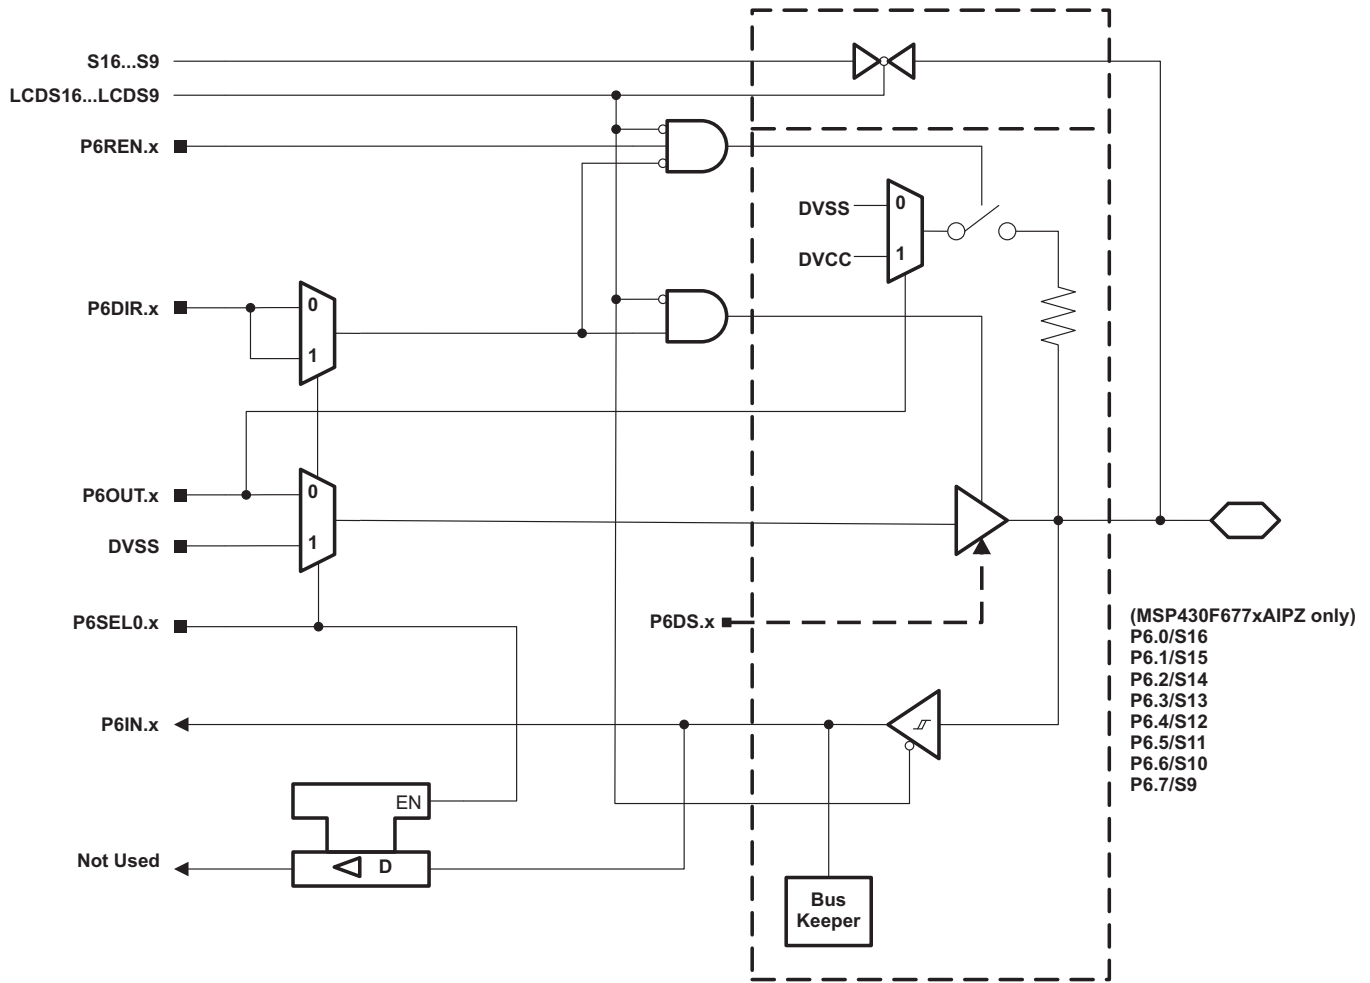 S16...S9
LCDS16...LCDS9
P6REN.x
DVSS
0
DVCC
1
P6DIR.x
0
1
P6OUT.x
0
DVSS
1
P6SEL0.x
P6DS.x
(MSP430F677xAIPZ only)
P6.0/S16
P6.1/S15
P6.2/S14
P6.3/S13
P6.4/S12
P6.5/S11
P6.6/S10
P6.7/S9
P6IN.x
EN
Not Used
D
Bus
Keeper